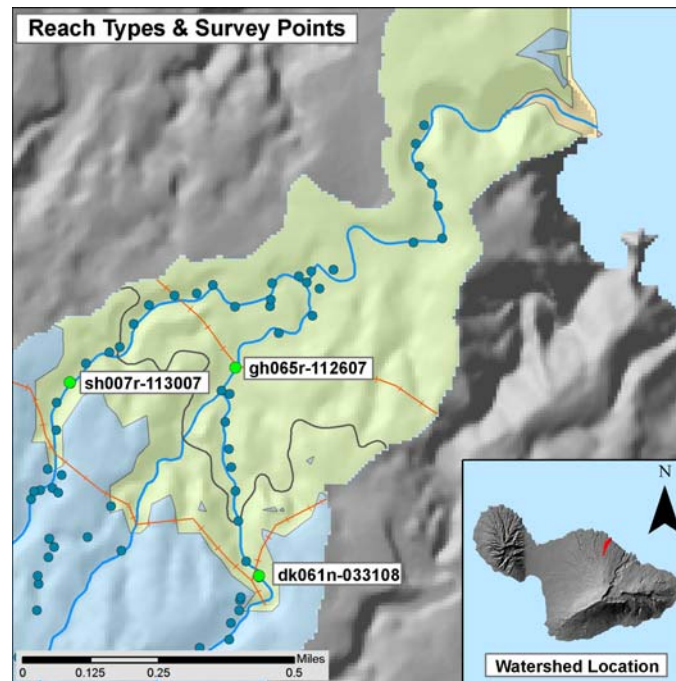 Reach Types & Survey Points
gh065r-112607
sh007r-113007
dk061n-033108
N
Miles
0 0.125 0.25 0.5
Watershed Location